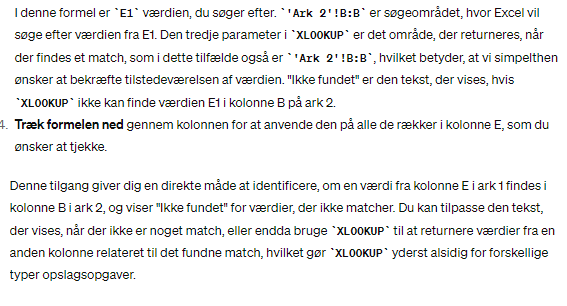 I denne formel er `E1` værdien, du søger efter. `'Ark 2'!B:B` er søgeområdet, hvor Excel vil
søge efter værdien fra E1. Den tredje parameter i `XLOOKUP` er det område, der returneres, når
der findes et match, som i dette tilfælde også er `'Ark 2'!B:B`, hvilket betyder, at vi simpelthen
ønsker at bekræfte tilstedeværelsen af værdien. "Ikke fundet" er den tekst, der vises, hvis
`XLOOKUP` ikke kan finde værdien E1 i kolonne B på ark 2.
4. Træk formelen ned gennem kolonnen for at anvende den på alle de rækker i kolonne E, som du
ønsker at tjekke.
Denne tilgang giver dig en direkte måde at identificere, om en værdi fra kolonne E i ark 1 findes i
kolonne B i ark 2, og viser "Ikke fundet" for værdier, der ikke matcher. Du kan tilpasse den tekst,
der vises, når der ikke er noget match, eller endda bruge `XLOOKUP` til at returnere værdier fra en
anden kolonne relateret til det fundne match, hvilket gør `XLOOKUP` yderst alsidig for forskellige
typer opslagsopgaver.